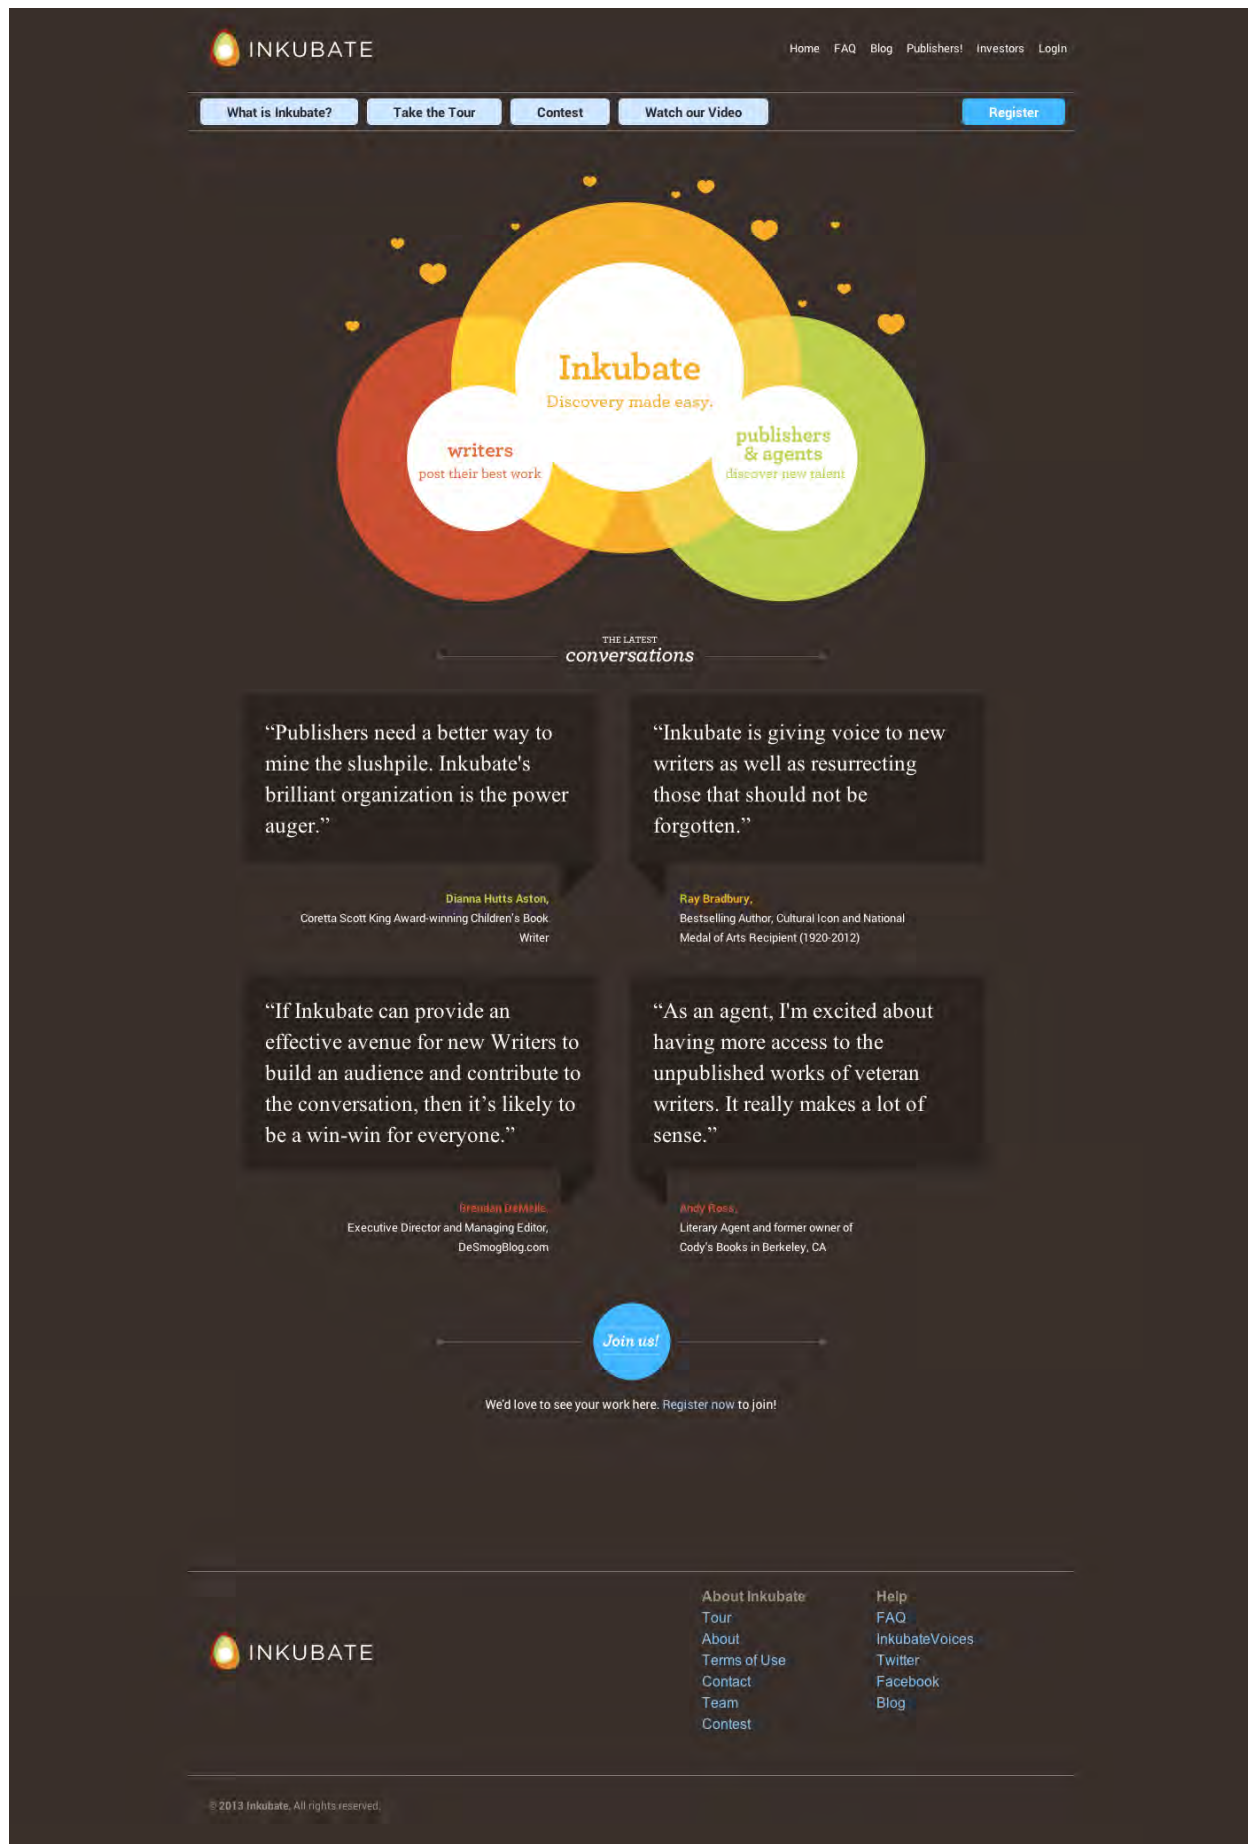 INKUBATE
Home FAQ Blog Publishers! Investors Login
What is Inkubate? Take the Tour Contest Watch our Video Register
Inkubate
Discovery made easy.
writers
post their best work
publishers
& agents
discover new talent
THE LATEST
conversations
“Publishers need a better way to
mine the slushpile. Inkubate's
brilliant organization is the power
auger.”
Dianna Hutts Aston,
Coretta Scott King Award-winning Children's Book
Writer
“Inkubate is giving voice to new
writers as well as resurrecting
those that should not be
forgotten.”
Ray Bradbury,
Bestselling Author, Cultural Icon and National
Medal of Arts Recipient (1920-2012)
“If Inkubate can provide an
effective avenue for new Writers to
build an audience and contribute to
the conversation, then it’s likely to
be a win-win for everyone.”
Brendan DeMelle,
Executive Director and Managing Editor,
DeSmogBlog.com
“As an agent, I'm excited about
having more access to the
unpublished works of veteran
writers. It really makes a lot of
sense.”
Andy Ross,
Literary Agent and former owner of
Cody's Books in Berkeley, CA
Join us!
We'd love to see your work here. Register now to join!
INKUBATE
About Inkubate
Tour
About
Terms of Use
Contact
Team
Contest
Help
FAQ
InkubateVoices
Twitter
Facebook
Blog
© 2013 Inkubate. All rights reserved.